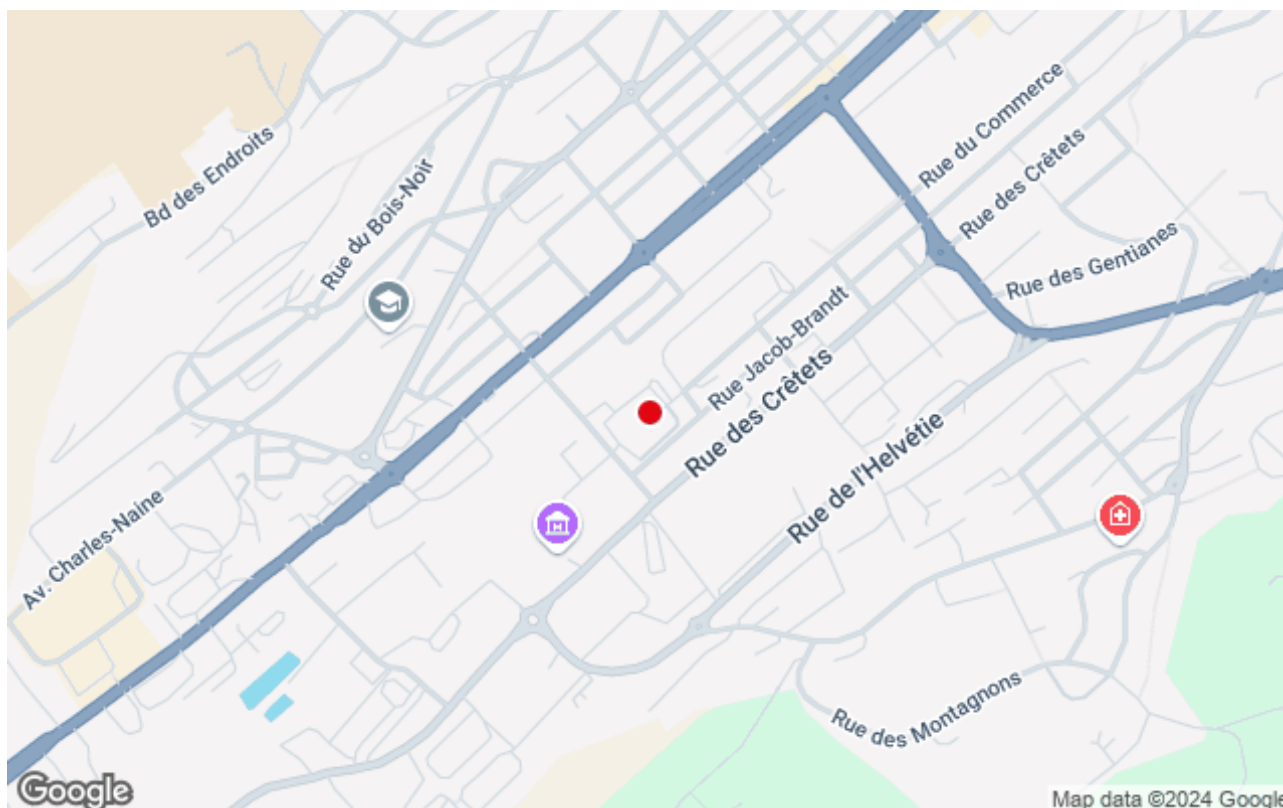 Rue du Commerce
Bd des Endroits
Rue du Bois-Noir
Rue des Crêtets
Rue des Gentianes
Rue Jacob-Brandt
Rue des Crêtets
Rue de l'Helvétie
Av. Charles-Naine
M
Rue des Montagnons
Google
Map data ©2024 Google